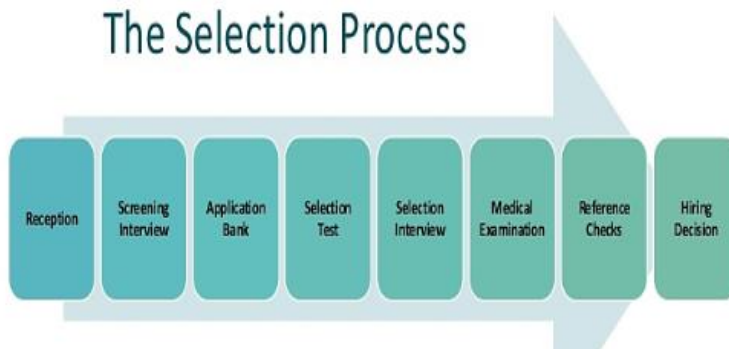 The Selection Process
Reception
Screening
Interview
Application
Bank
Selection
Test
Selection
Interview
Medical
Examination
Reference
Checks
Hiring
Decision